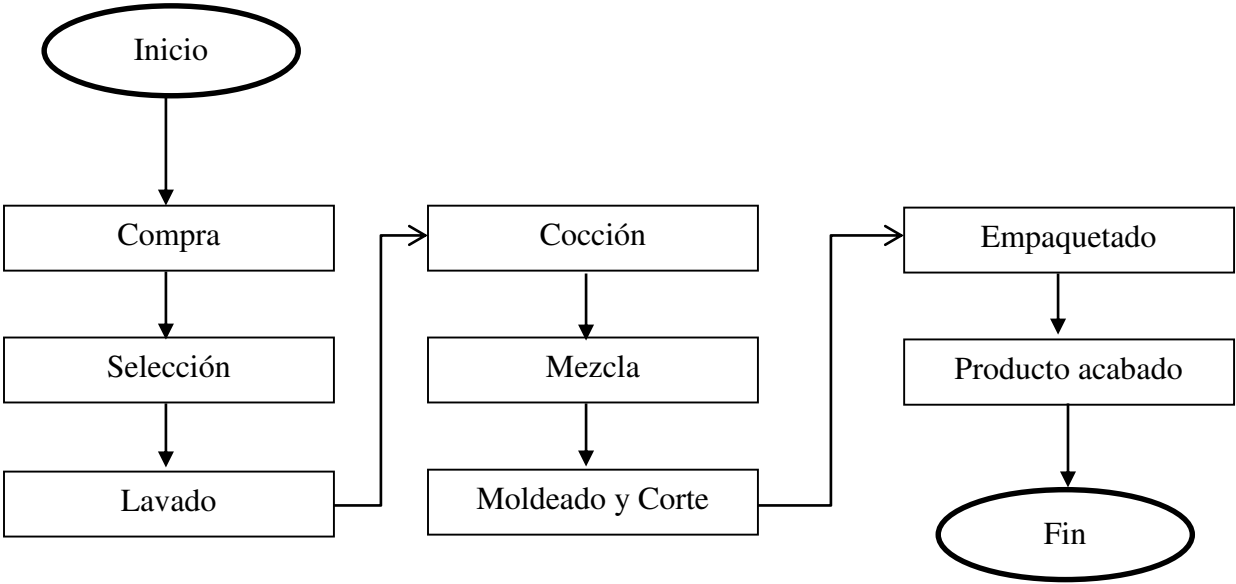 Inicio
Compra
Selección
Lavado
Cocción
Mezcla
Moldeado y Corte
Empaquetado
Producto acabado
Fin